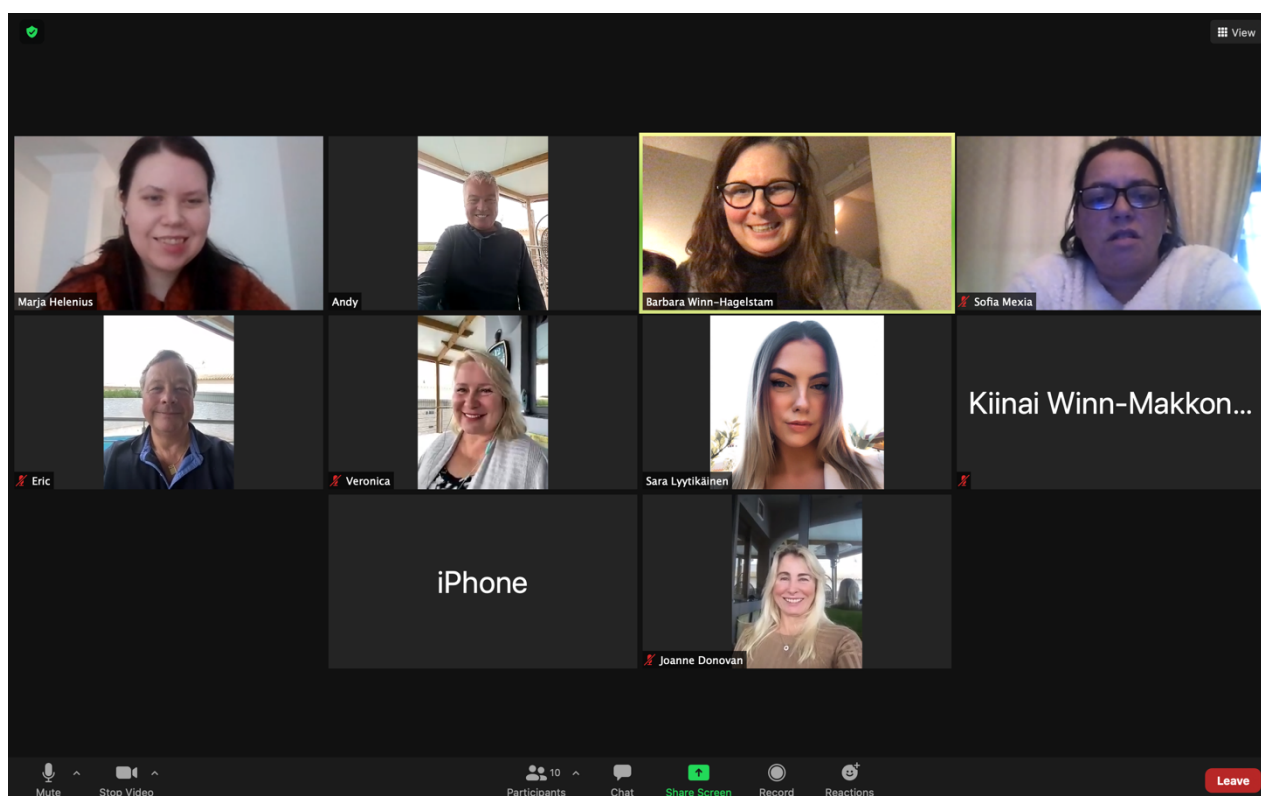 View
Marja Helenius
Andy
Barbara Winn-Hagelstam
Sofia Mexia
Eric
Veronica
Sara Lyytikäinen
Kiinai Winn-Makkon...
iPhone
Joanne Donovan
Mute
Stop Video
Participants 10
Chat
Share Screen
Record
Reactions
Leave